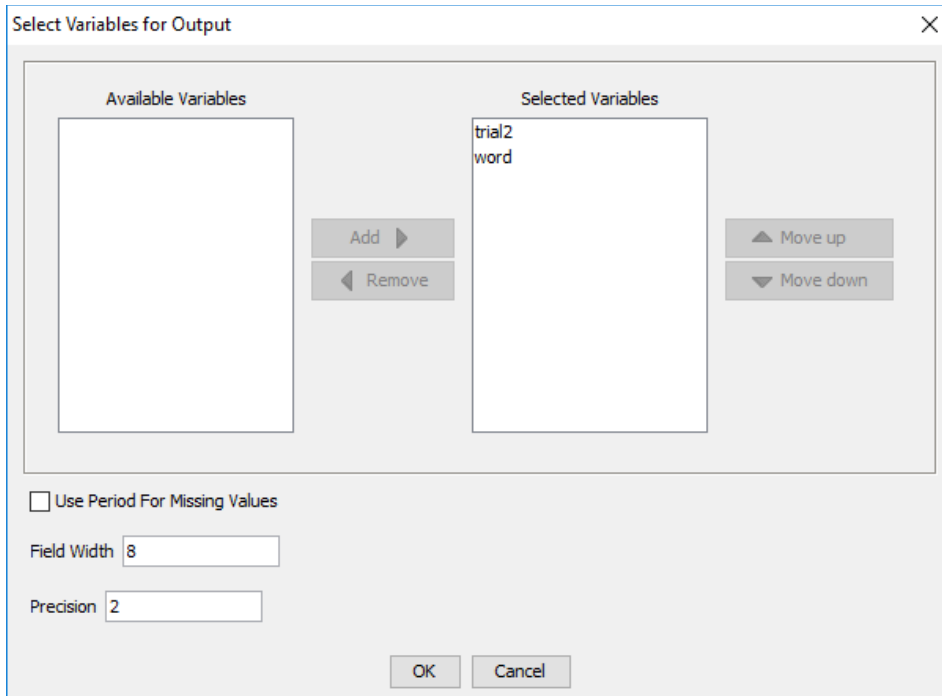 Select Variables for Output
Available Variables
Selected Variables
trial2
word
Add
Remove
Move up
Move down
Use Period For Missing Values
Field Width 8
Precision 2
OK
Cancel